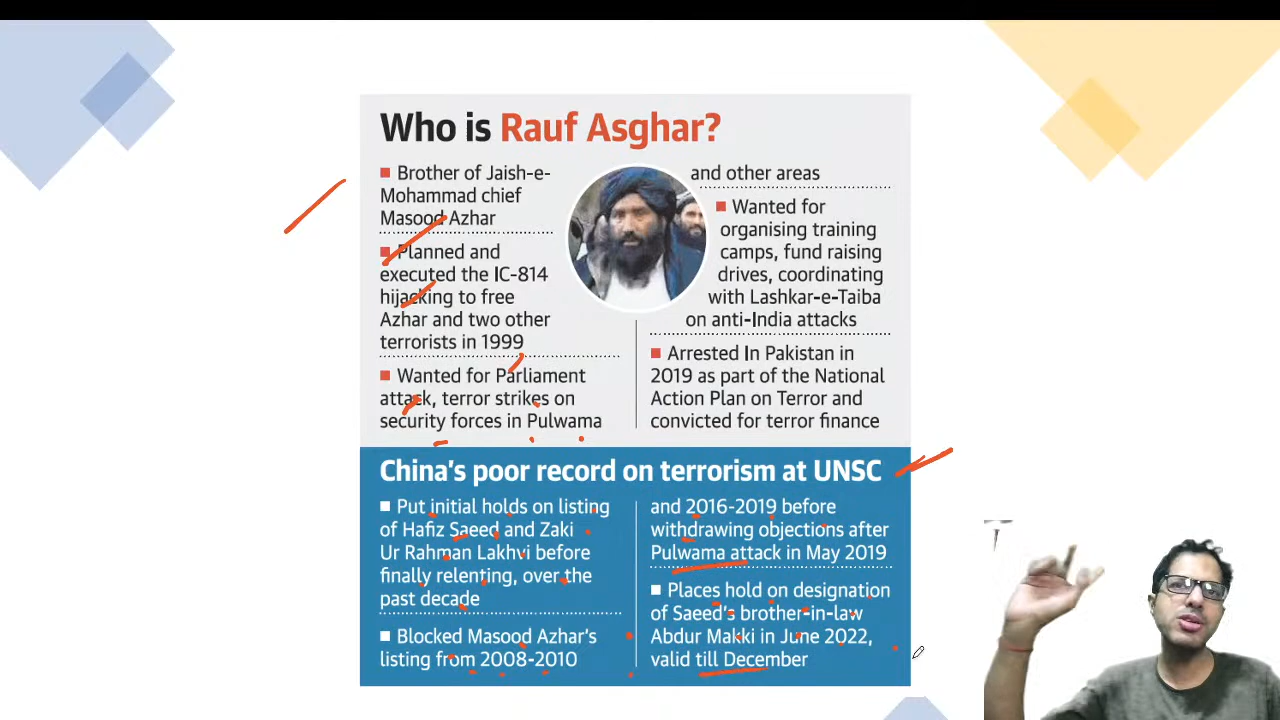 Who is Rauf Asghar?
■ Brother of Jaish-e-
Mohammad chief
Masood Azhar
■ Planned and
executed the IC-814
hijacking to free
Azhar and two other
terrorists in 1999
■ Wanted for Parliament
attack, terror strikes on
security forces in Pulwama
and other areas
■ Wanted for
organising training
camps, fund raising
drives, coordinating
with Lashkar-e-Taiba
on anti-India attacks
■ Arrested In Pakistan in
2019 as part of the National
Action Plan on Terror and
convicted for terror finance
China's poor record on terrorism at UNSC
■ Put initial holds on listing
of Hafiz Saeed and Zaki
Ur Rahman Lakhvi before
finally relenting, over the
past decade
■ Blocked Masood Azhar's
listing from 2008-2010
and 2016-2019 before
withdrawing objections after
Pulwama attack in May 2019
■ Places hold on designation
of Saeed's brother-in-law
Abdur Makki in June 2022,
valid till December